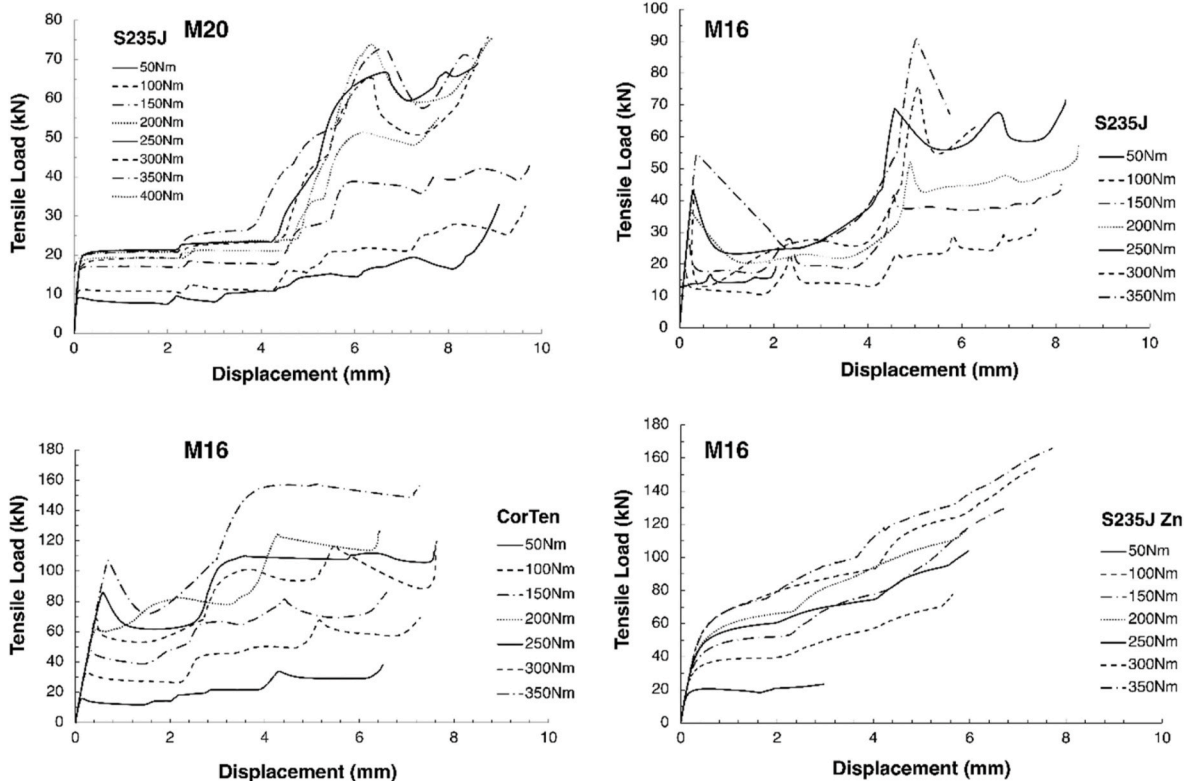 M20
S235J
50Nm
100Nm
150Nm
200Nm
250Nm
300Nm
350Nm
400Nm
Tensile Load (kN)
80
70
60
50
40
30
20
10
0
0 2 4 6 8 10
Displacement (mm)
M16
S235J
50Nm
100Nm
150Nm
200Nm
250Nm
300Nm
350Nm
Tensile Load (kN)
100
90
80
70
60
50
40
30
20
10
0
0 2 4 6 8 10
Displacement (mm)
M16
CorTen
50Nm
100Nm
150Nm
200Nm
250Nm
300Nm
350Nm
Tensile Load (kN)
180
160
140
120
100
80
60
40
20
0
0 2 4 6 8 10
Displacement (mm)
M16
S235J Zn
50Nm
100Nm
150Nm
200Nm
250Nm
300Nm
350Nm
Tensile Load (kN)
180
160
140
120
100
80
60
40
20
0
0 2 4 6 8 10
Displacement (mm)